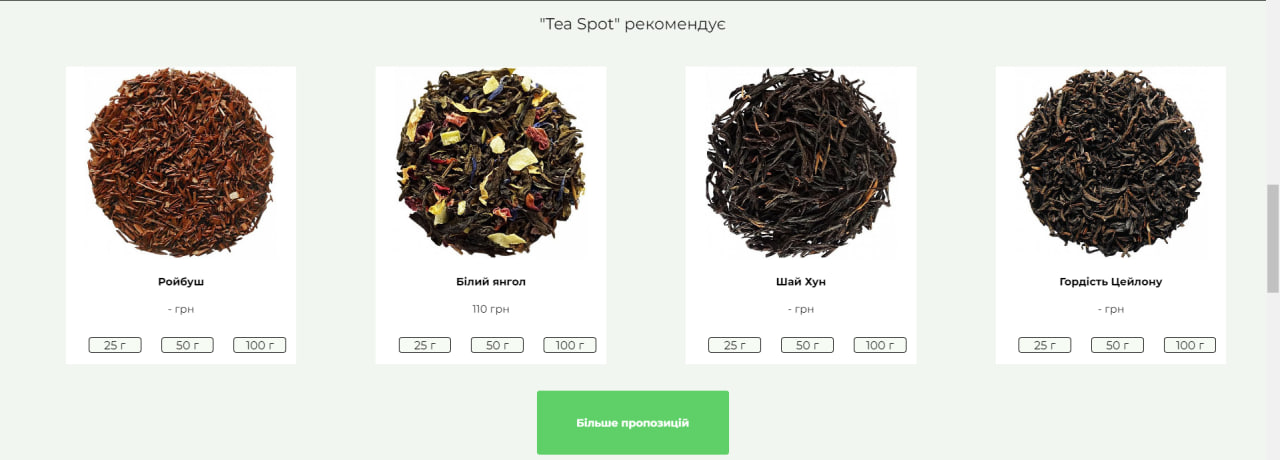 "Tea Spot" рекомендує
Ройбуш
- грн
25 г 50 г 100 г
Білий янгол
110 грн
25 г 50 г 100 г
Шай Хун
- грн
25 г 50 г 100 г
Гордість Цейлону
- грн
25 г 50 г 100 г
Більше пропозицій